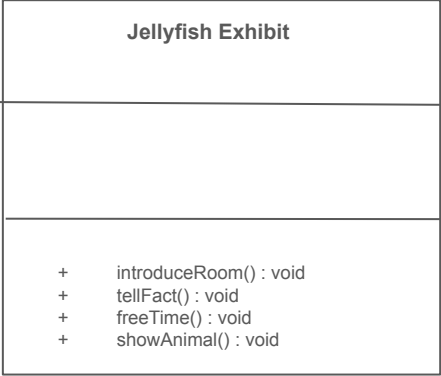 Jellyfish Exhibit
+ introduceRoom() : void
+ tellFact() : void
+ freeTime() : void
+ showAnimal() : void